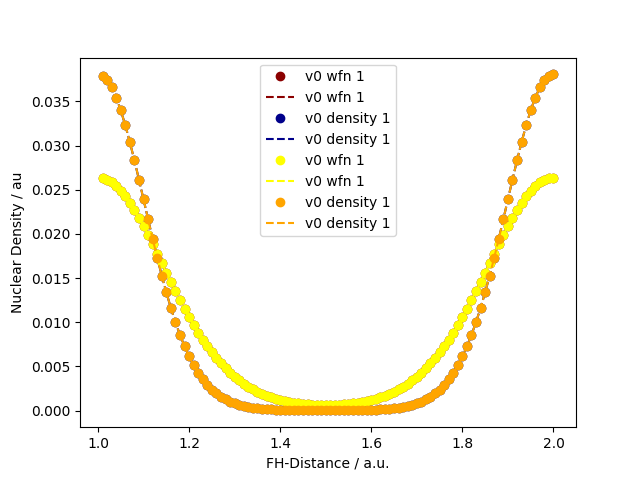 v0 wfn 1
v0 wfn 1
v0 density 1
v0 density 1
v0 wfn 1
v0 wfn 1
v0 density 1
v0 density 1
Nuclear Density / au
0.035
0.030
0.025
0.020
0.015
0.010
0.005
0.000
1.0 1.2 1.4 1.6 1.8 2.0
FH-Distance / a.u.